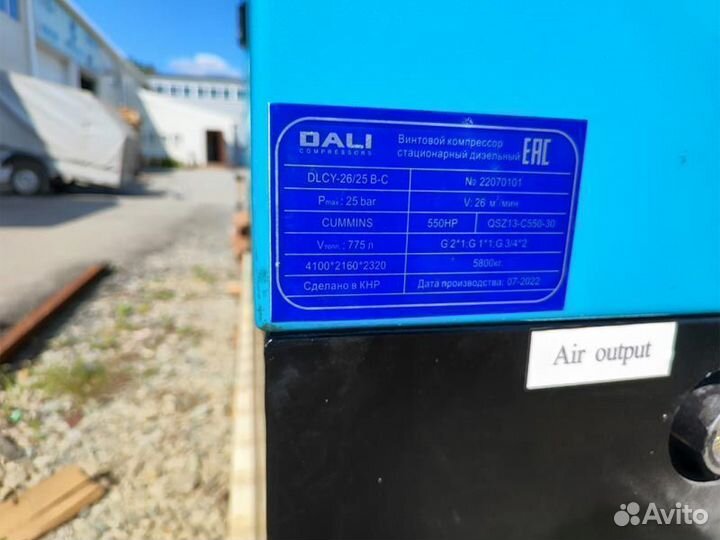 DALI
COMPRESSORS
Винтовой компрессор
стационарный дизельный
EAC
DLCY-26/25 B-C № 22070101
Pmax: 25 bar V: 26 м³/мин
CUMMINS 550HP QSZ13-C550-30
Vтопл.: 775 л G 2*1;G 1*1;G 3/4*2
4100*2160*2320 5800кг.
Сделано в КНР Дата производства: 07-2022
Air output
Avito